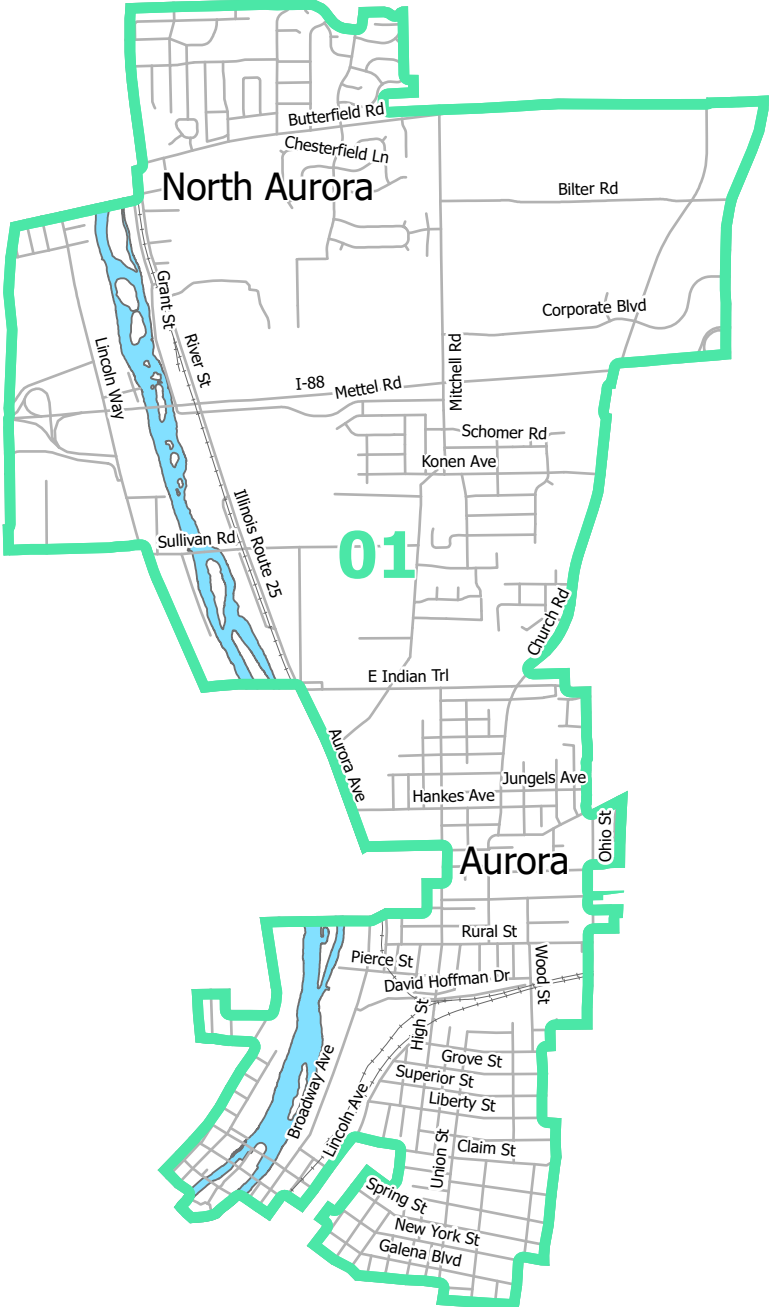 Butterfield Rd
Chesterfield Ln
North Aurora
Bilter Rd
Grant St
Corporate Blvd
River St
Lincoln Way
Mitchell Rd
I-88
Mettel Rd
Schomer Rd
Konen Ave
Illinois Route 25
Sullivan Rd
01
Church Rd
E Indian Trl
Aurora Ave
Jungels Ave
Hankes Ave
Ohio St
Aurora
Rural St
Pierce St
David Hoffman Dr
Wood St
High St
Grove St
Broadway Ave
Superior St
Lincoln Ave
Liberty St
Union St
Claim St
Spring St
New York St
Galena Blvd